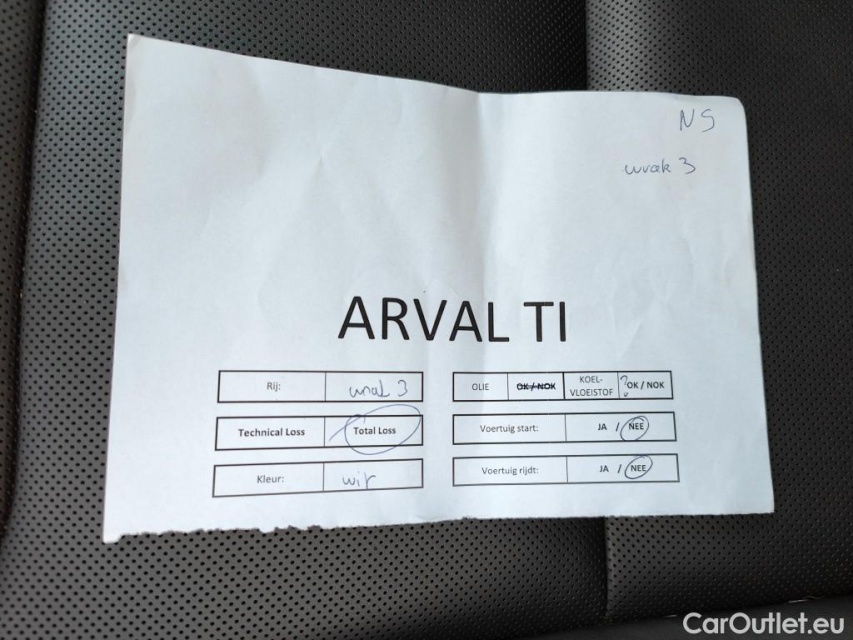 NS
wrak 3
ARVAL TI
Rij: wrak 3
OLIE OK / NOK KOEL-VLOEISTOF ? OK / NOK
Technical Loss / Total Loss
Voertuig start: JA / NEE
Kleur: wit
Voertuig rijdt: JA / NEE
CarOutlet.eu